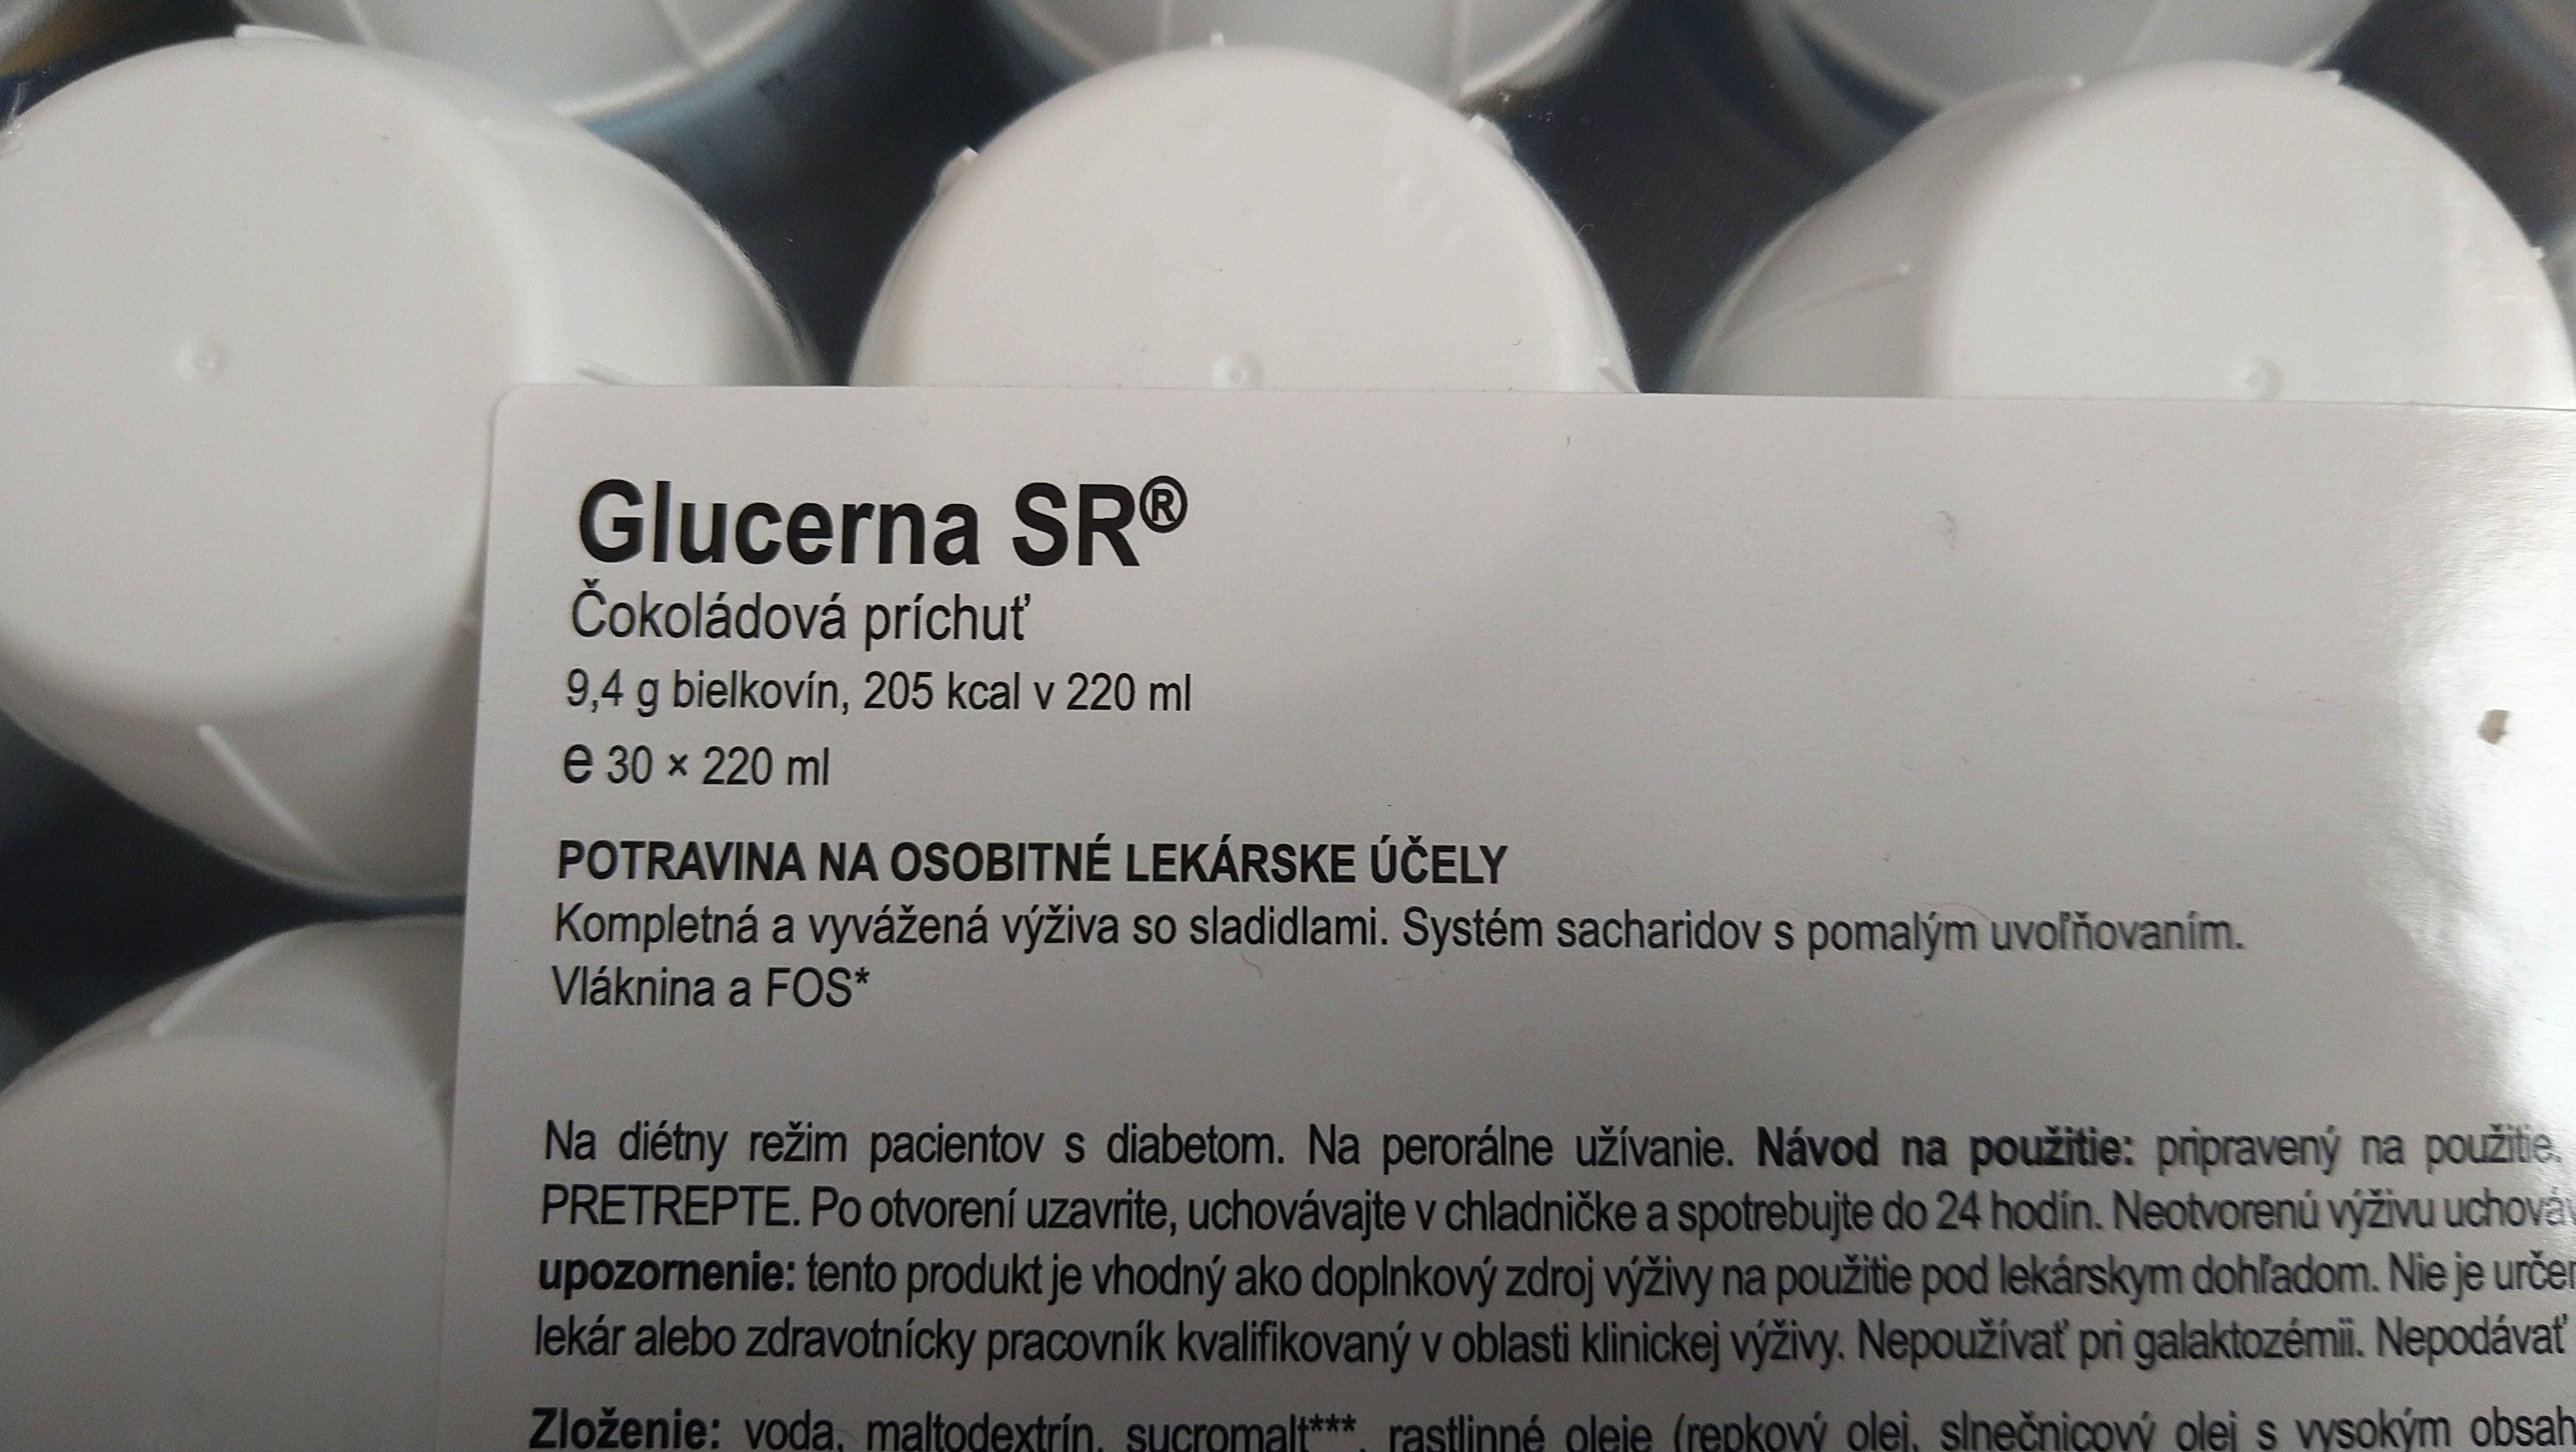 Glucerna SR®
Čokoládová príchuť
9,4 g bielkovín, 205 kcal v 220 ml
e 30 × 220 ml
POTRAVINA NA OSOBITNÉ LEKÁRSKE ÚČELY
Kompletná a vyvážená výživa so sladidlami. Systém sacharidov s pomalým uvoľňovaním.
Vláknina a FOS*
Na diétny režim pacientov s diabetom. Na perorálne užívanie. Návod na použitie: pripravený na použitie.
PRETREPTE. Po otvorení uzavrite, uchovávajte v chladničke a spotrebujte do 24 hodín. Neotvorenú výživu
upozornenie: tento produkt je vhodný ako doplnkový zdroj výživy na použitie pod lekárskym dohľadom. Nie je
lekár alebo zdravotnícky pracovník kvalifikovaný v oblasti klinickej výživy. Nepoužívať pri galaktozémii. Nepodávať
Zloženie: voda, maltodextrín, sucromalt***, rastlinné oleje (repkový olej, slnečnicový olej s vysokým